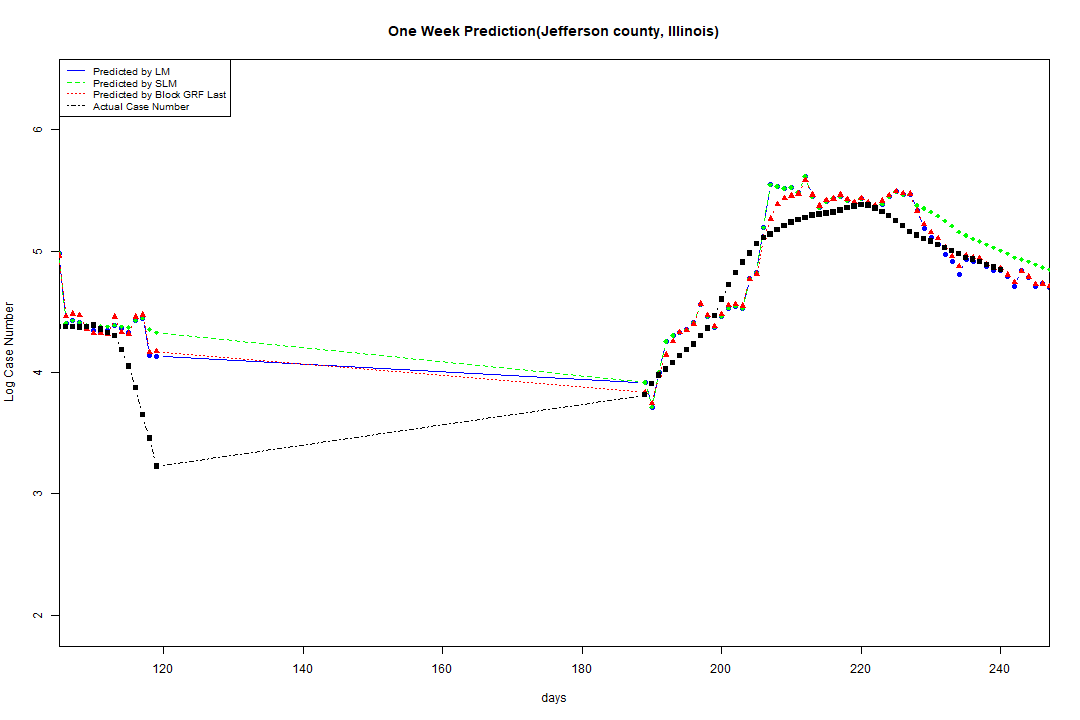 One Week Prediction(Jefferson county, Illinois)
Predicted by LM
Predicted by SLM
Predicted by Block GRF Last
Actual Case Number
6
5
4
3
2
Log Case Number
120 140 160 180 200 220 240
days